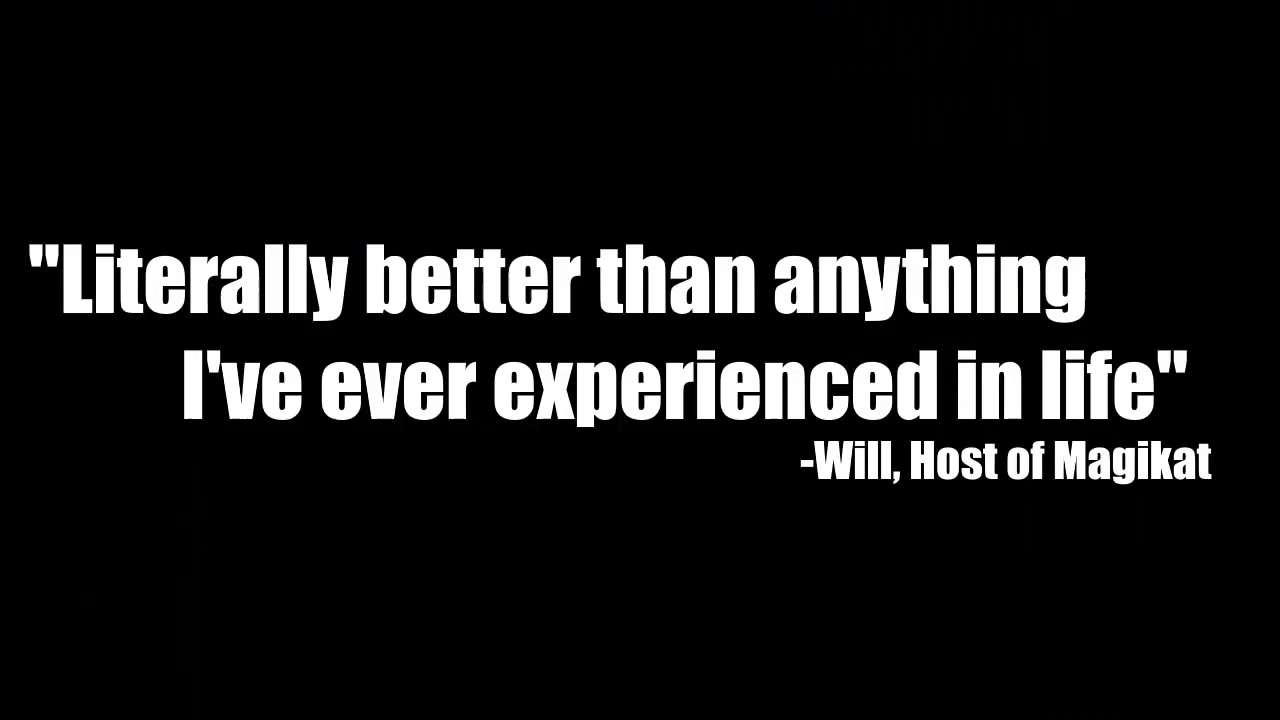 "Literally better than anything
I've ever experienced in life"
-Will, Host of Magikat